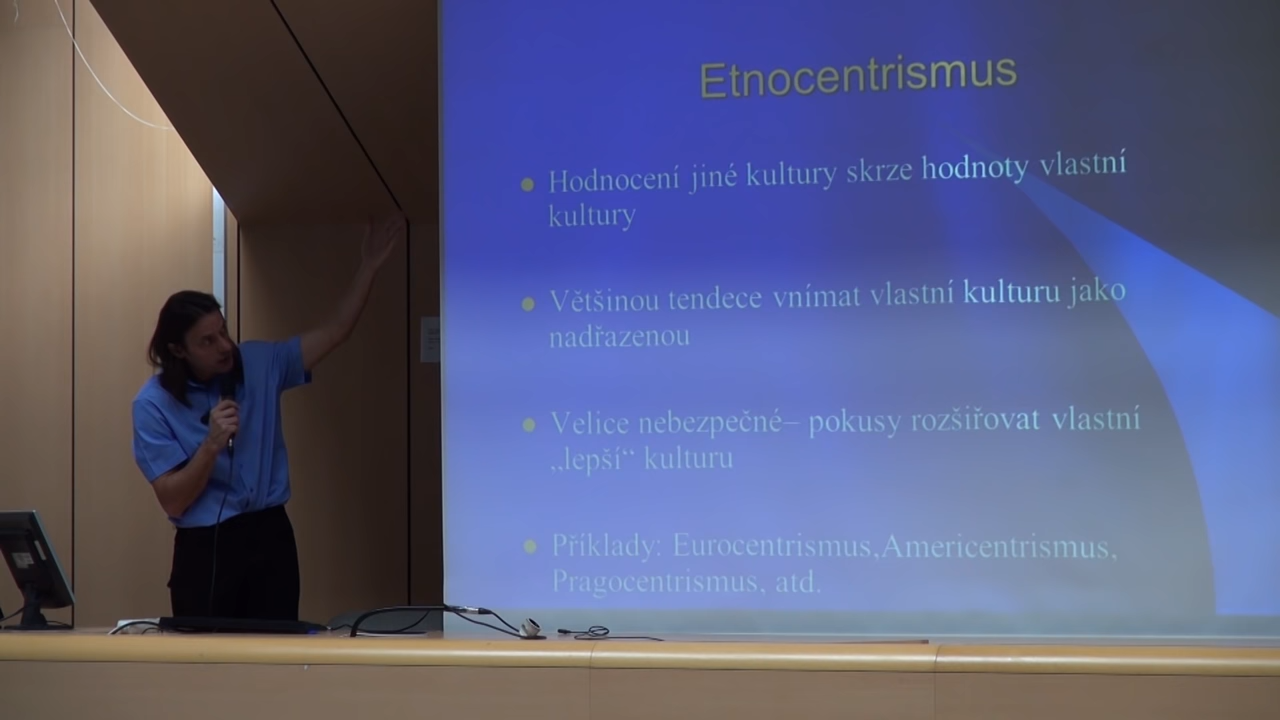 Etnocentrismus
Hodnocení jiné kultury skrze hodnoty vlastní
kultury
Většinou tendece vnímat vlastní kulturu jako
nadřazenou
Velice nebezpečné– pokusy rozšiřovat vlastní
„lepší“ kulturu
Příklady: Eurocentrismus,Americentrismus,
Pragocentrismus, atd.